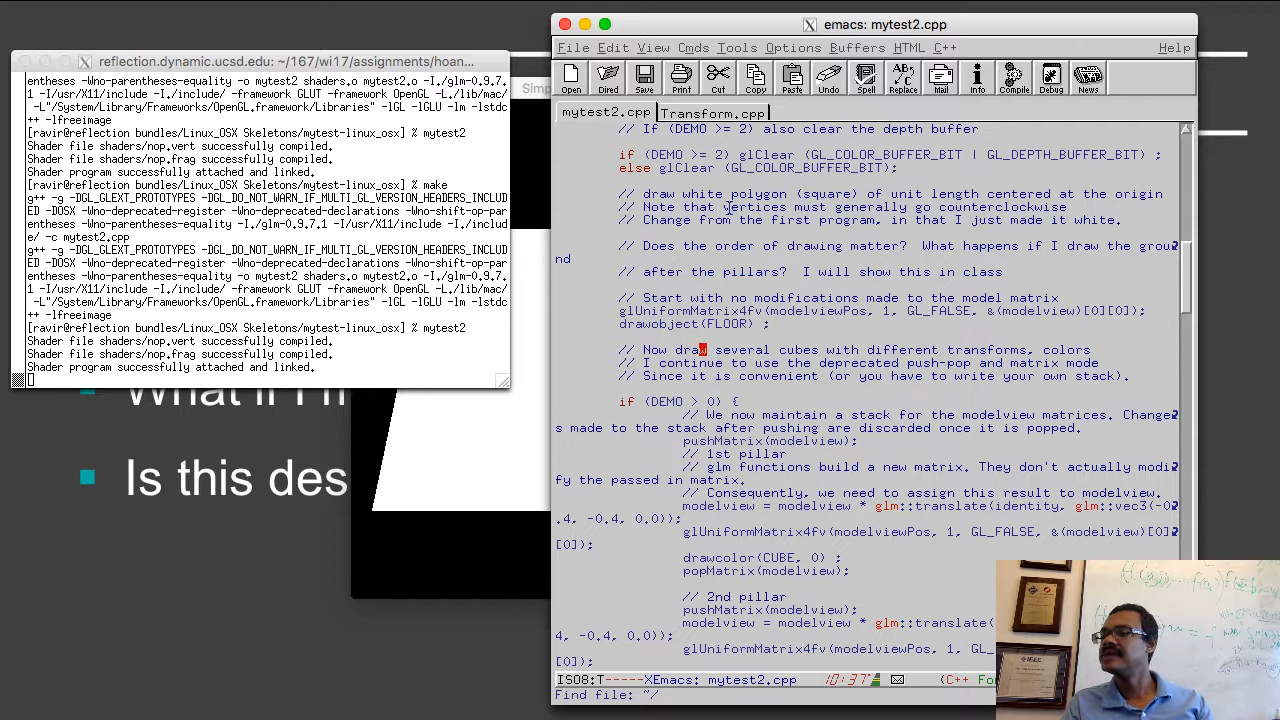 reflection.dynamic.ucsd.edu: ~/167/wi17/assignments/hoan...
entheses -Wno-parentheses-equality -o mytest2 shaders.o mytest2.o -I./glm-0.9.7.
1 -I/usr/X11/include -I./include/ -framework GLUT -framework OpenGL -L./lib/mac/
-L"/System/Library/Frameworks/OpenGL.framework/Libraries" -lGL -lGLU -lm -lstdc
++ -lfreeimage
[ravir@reflection bundles/Linux_OSX Skeletons/mytest-linux_osx] % mytest2
Shader file shaders/nop.vert successfully compiled.
Shader file shaders/nop.frag successfully compiled.
Shader program successfully attached and linked.
[ravir@reflection bundles/Linux_OSX Skeletons/mytest-linux_osx] % make
g++ -g -DGL_GLEXT_PROTOTYPES -DGL_DO_NOT_WARN_IF_MULTI_GL_VERSION_HEADERS_INCLUD
ED -DOSX -Wno-deprecated-register -Wno-deprecated-declarations -Wno-shift-op-par
entheses -Wno-parentheses-equality -I./glm-0.9.7.1 -I/usr/X11/include -I./includ
e/ -c mytest2.cpp
g++ -g -DGL_GLEXT_PROTOTYPES -DGL_DO_NOT_WARN_IF_MULTI_GL_VERSION_HEADERS_INCLUD
ED -DOSX -Wno-deprecated-register -Wno-deprecated-declarations -Wno-shift-op-par
entheses -Wno-parentheses-equality -o mytest2 shaders.o mytest2.o -I./glm-0.9.7.
1 -I/usr/X11/include -I./include/ -framework GLUT -framework OpenGL -L./lib/mac/
-L"/System/Library/Frameworks/OpenGL.framework/Libraries" -lGL -lGLU -lm -lstdc
++ -lfreeimage
[ravir@reflection bundles/Linux_OSX Skeletons/mytest-linux_osx] % mytest2
Shader file shaders/nop.vert successfully compiled.
Shader file shaders/nop.frag successfully compiled.
Shader program successfully attached and linked.
Simp
What if I
Is this des
emacs: mytest2.cpp
File Edit View Cmds Tools Options Buffers HTML C++ Help
Open Dired Save Print Cut Copy Paste Undo Spell Replace Mail Info Compile Debug News
mytest2.cpp Transform.cpp
// If (DEMO >= 2) also clear the depth buffer
if (DEMO >= 2) glClear (GL_COLOR_BUFFER_BIT | GL_DEPTH_BUFFER_BIT) ;
else glClear (GL_COLOR_BUFFER_BIT);
// draw white polygon (square) of unit length centered at the origin
// Note that vertices must generally go counterclockwise
// Change from the first program, in that I just made it white.
// Does the order of drawing matter?  What happens if I draw the grou
nd
// after the pillars?  I will show this in class
// Start with no modifications made to the model matrix
glUniformMatrix4fv(modelviewPos, 1, GL_FALSE, &(modelview)[0][0]);
drawobject(FLOOR) ;
// Now draw several cubes with different transforms, colors
// I continue to use the deprecated push-pop and matrix mode
// Since it is convenient (or you have to write your own stack).
if (DEMO > 0) {
// We now maintain a stack for the modelview matrices. Change
s made to the stack after pushing are discarded once it is popped.
pushMatrix(modelview);
// 1st pillar
// glm functions build a new matrix. They don't actually modi
fy the passed in matrix.
// Consequently, we need to assign this result to modelview.
modelview = modelview * glm::translate(identity, glm::vec3(-0
.4, -0.4, 0.0));
glUniformMatrix4fv(modelviewPos, 1, GL_FALSE, &(modelview)[0]
[0]);
drawcolor(CUBE, 0) ;
popMatrix(modelview);
// 2nd pillar
pushMatrix(modelview);
modelview = modelview * glm::translate(
4, -0.4, 0.0));
glUniformMatrix4fv(modelviewPos, 1, GL_
[0]);
ISO8:T-----XEmacs: mytest2.cpp 10:37 (C++ Fo
Find file: ~/
IEEE